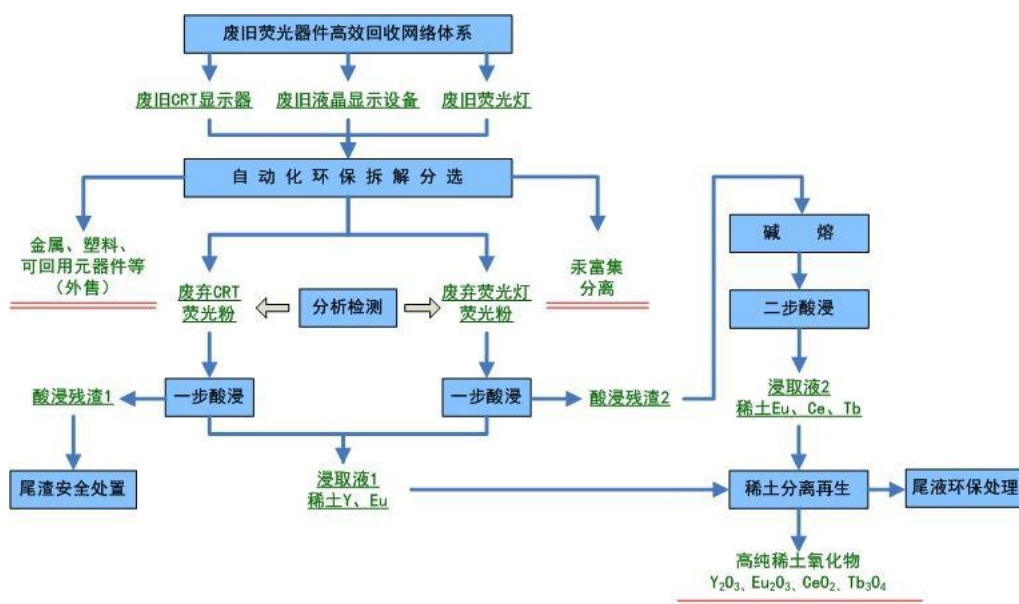 废旧荧光器件高效回收网络体系
废旧CRT显示器
废旧液晶显示设备
废旧荧光灯
自动化环保拆解分选
金属、塑料、
可回用元器件等
（外售）
汞富集
分离
碱 熔
二步酸浸
废弃CRT
荧光粉
分析检测
废弃荧光灯
荧光粉
酸浸残渣1
一步酸浸
一步酸浸
酸浸残渣2
浸取液2
稀土Eu、Ce、Tb
尾渣安全处置
浸取液1
稀土Y、Eu
稀土分离再生
尾液环保处理
高纯稀土氧化物
Y₂O₃、Eu₂O₃、CeO₂、Tb₃O₄